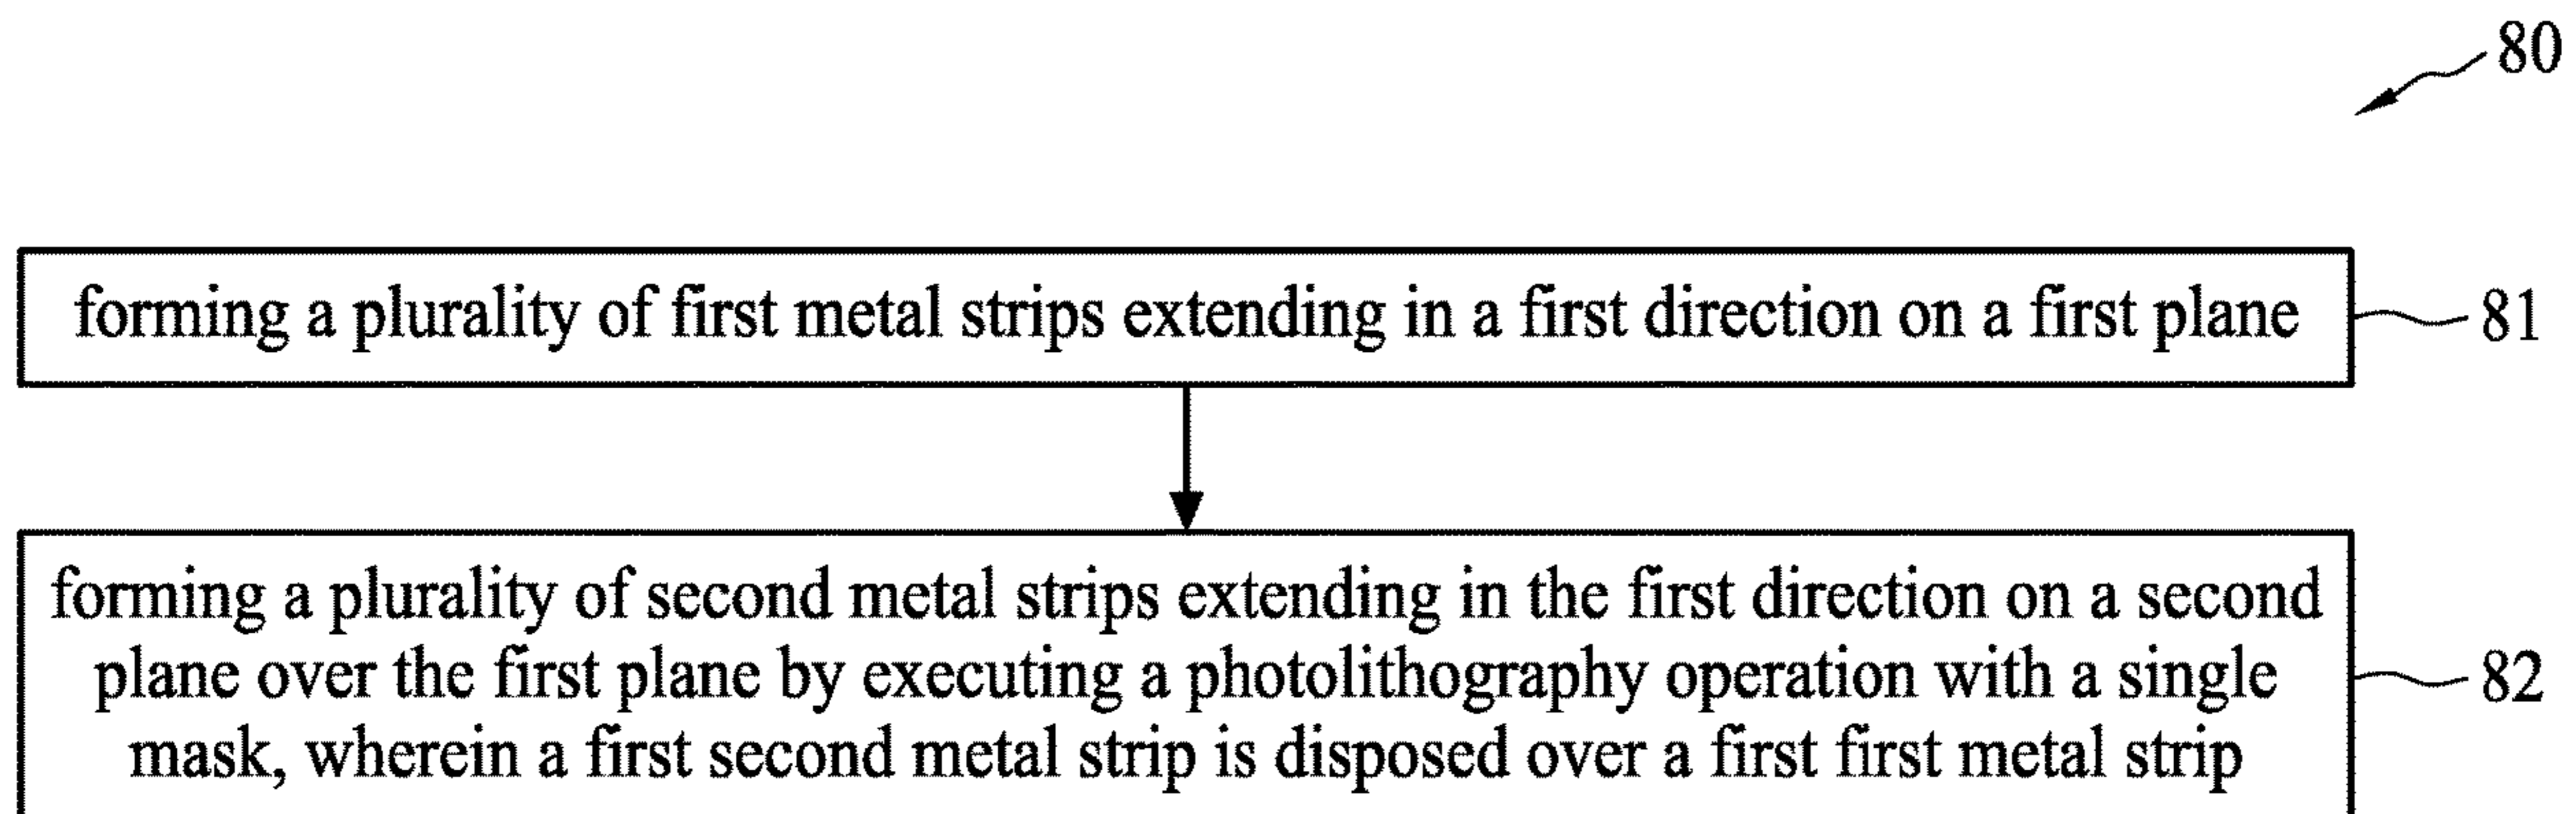 80
forming a plurality of first metal strips extending in a first direction on a first plane
81
forming a plurality of second metal strips extending in the first direction on a second
plane over the first plane by executing a photolithography operation with a single
mask, wherein a first second metal strip is disposed over a first first metal strip
82